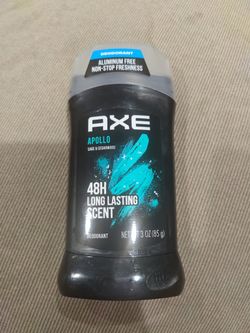 DEODORANT
ALUMINUM FREE
NON-STOP FRESHNESS
AXE
APOLLO
SAGE & CEDARWOOD
48H
LONG LASTING
SCENT
DEODORANT
NET WT 3 OZ (85 g)